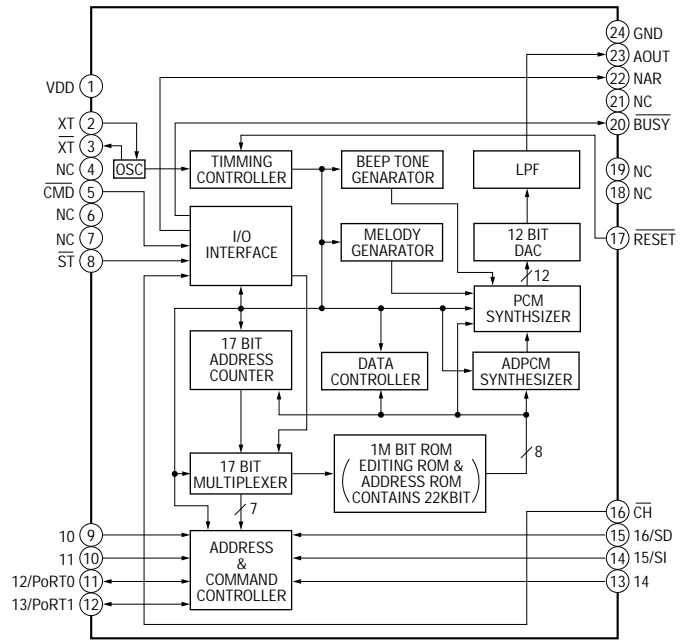 24 GND
23 AOUT
22 NAR
21 NC
20 BUSY
19 NC
18 NC
17 RESET
VDD 1
XT 2
XT 3
NC 4
CMD 5
NC 6
NC 7
ST 8
OSC
TIMMING
CONTROLLER
BEEP TONE
GENARATOR
LPF
I/O
INTERFACE
MELODY
GENARATOR
12 BIT
DAC
12
PCM
SYNTHSIZER
17 BIT
ADDRESS
COUNTER
DATA
CONTROLLER
ADPCM
SYNTHESIZER
17 BIT
MULTIPLEXER
1M BIT ROM
( EDITING ROM & )
ADDRESS ROM
CONTAINS 22KBIT
8
7
ADDRESS
&
COMMAND
CONTROLLER
10 9
11 10
12/PoRT0 11
13/PoRT1 12
16 CH
15 16/SD
14 15/SI
13 14